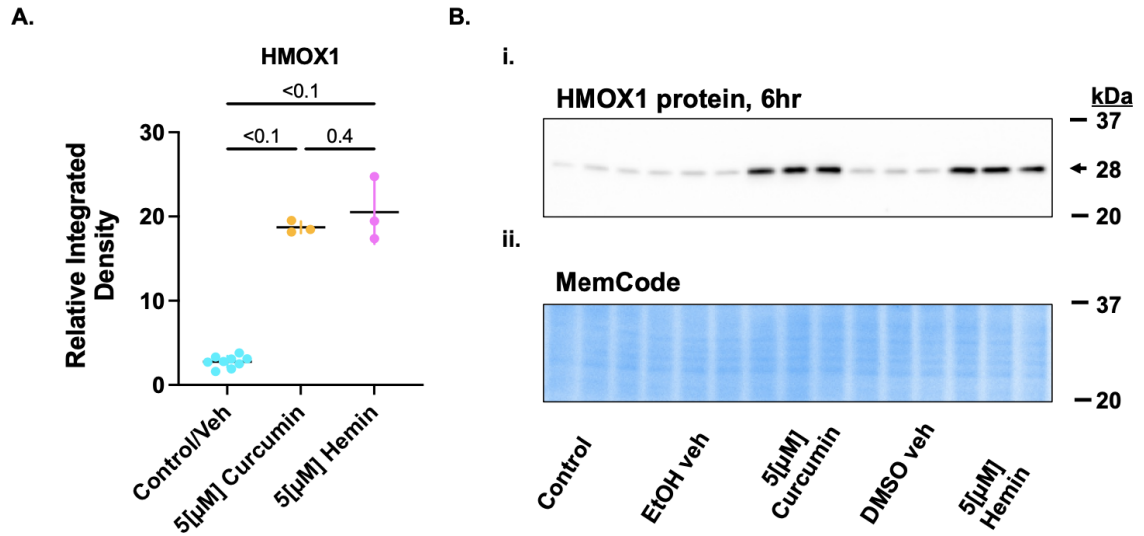 A.
HMOX1
<0.1
<0.1
0.4
30
20
10
0
Relative Integrated
Density
Control/Veh
5[µM] Curcumin
5[µM] Hemin
B.
i.
HMOX1 protein, 6hr
kDa
37
28
20
ii.
MemCode
37
20
Control
EtOH veh
5[µM]
Curcumin
DMSO veh
5[µM]
Hemin